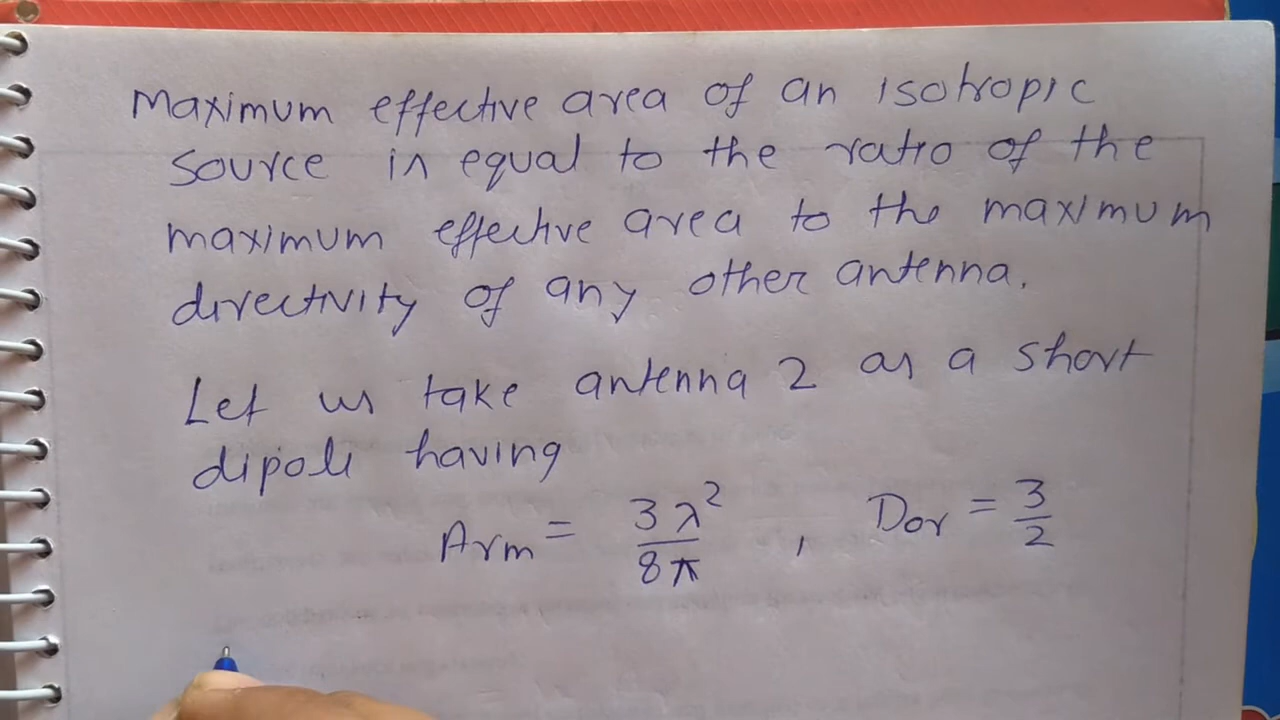 Maximum effective area of an isotropic
source is equal to the ratio of the
maximum effective area to the maximum
directivity of any other antenna.
Let us take antenna 2 as a short
dipole having
Arm = 3λ²/8π , Dor = 3/2